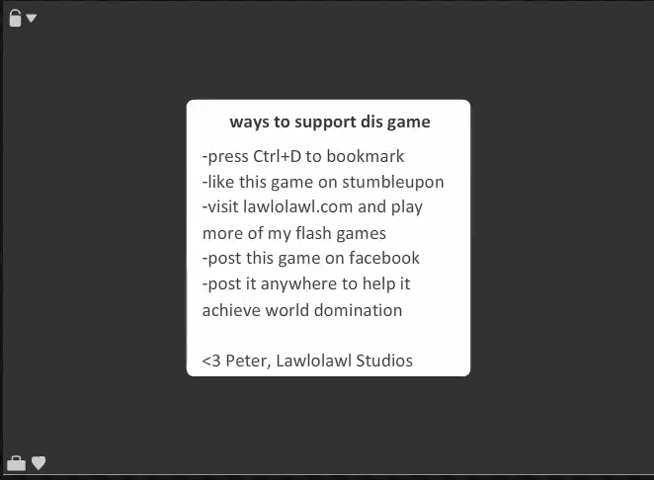 ways to support dis game
-press Ctrl+D to bookmark
-like this game on stumbleupon
-visit lawlolawl.com and play
more of my flash games
-post this game on facebook
-post it anywhere to help it
achieve world domination
<3 Peter, Lawlolawl Studios